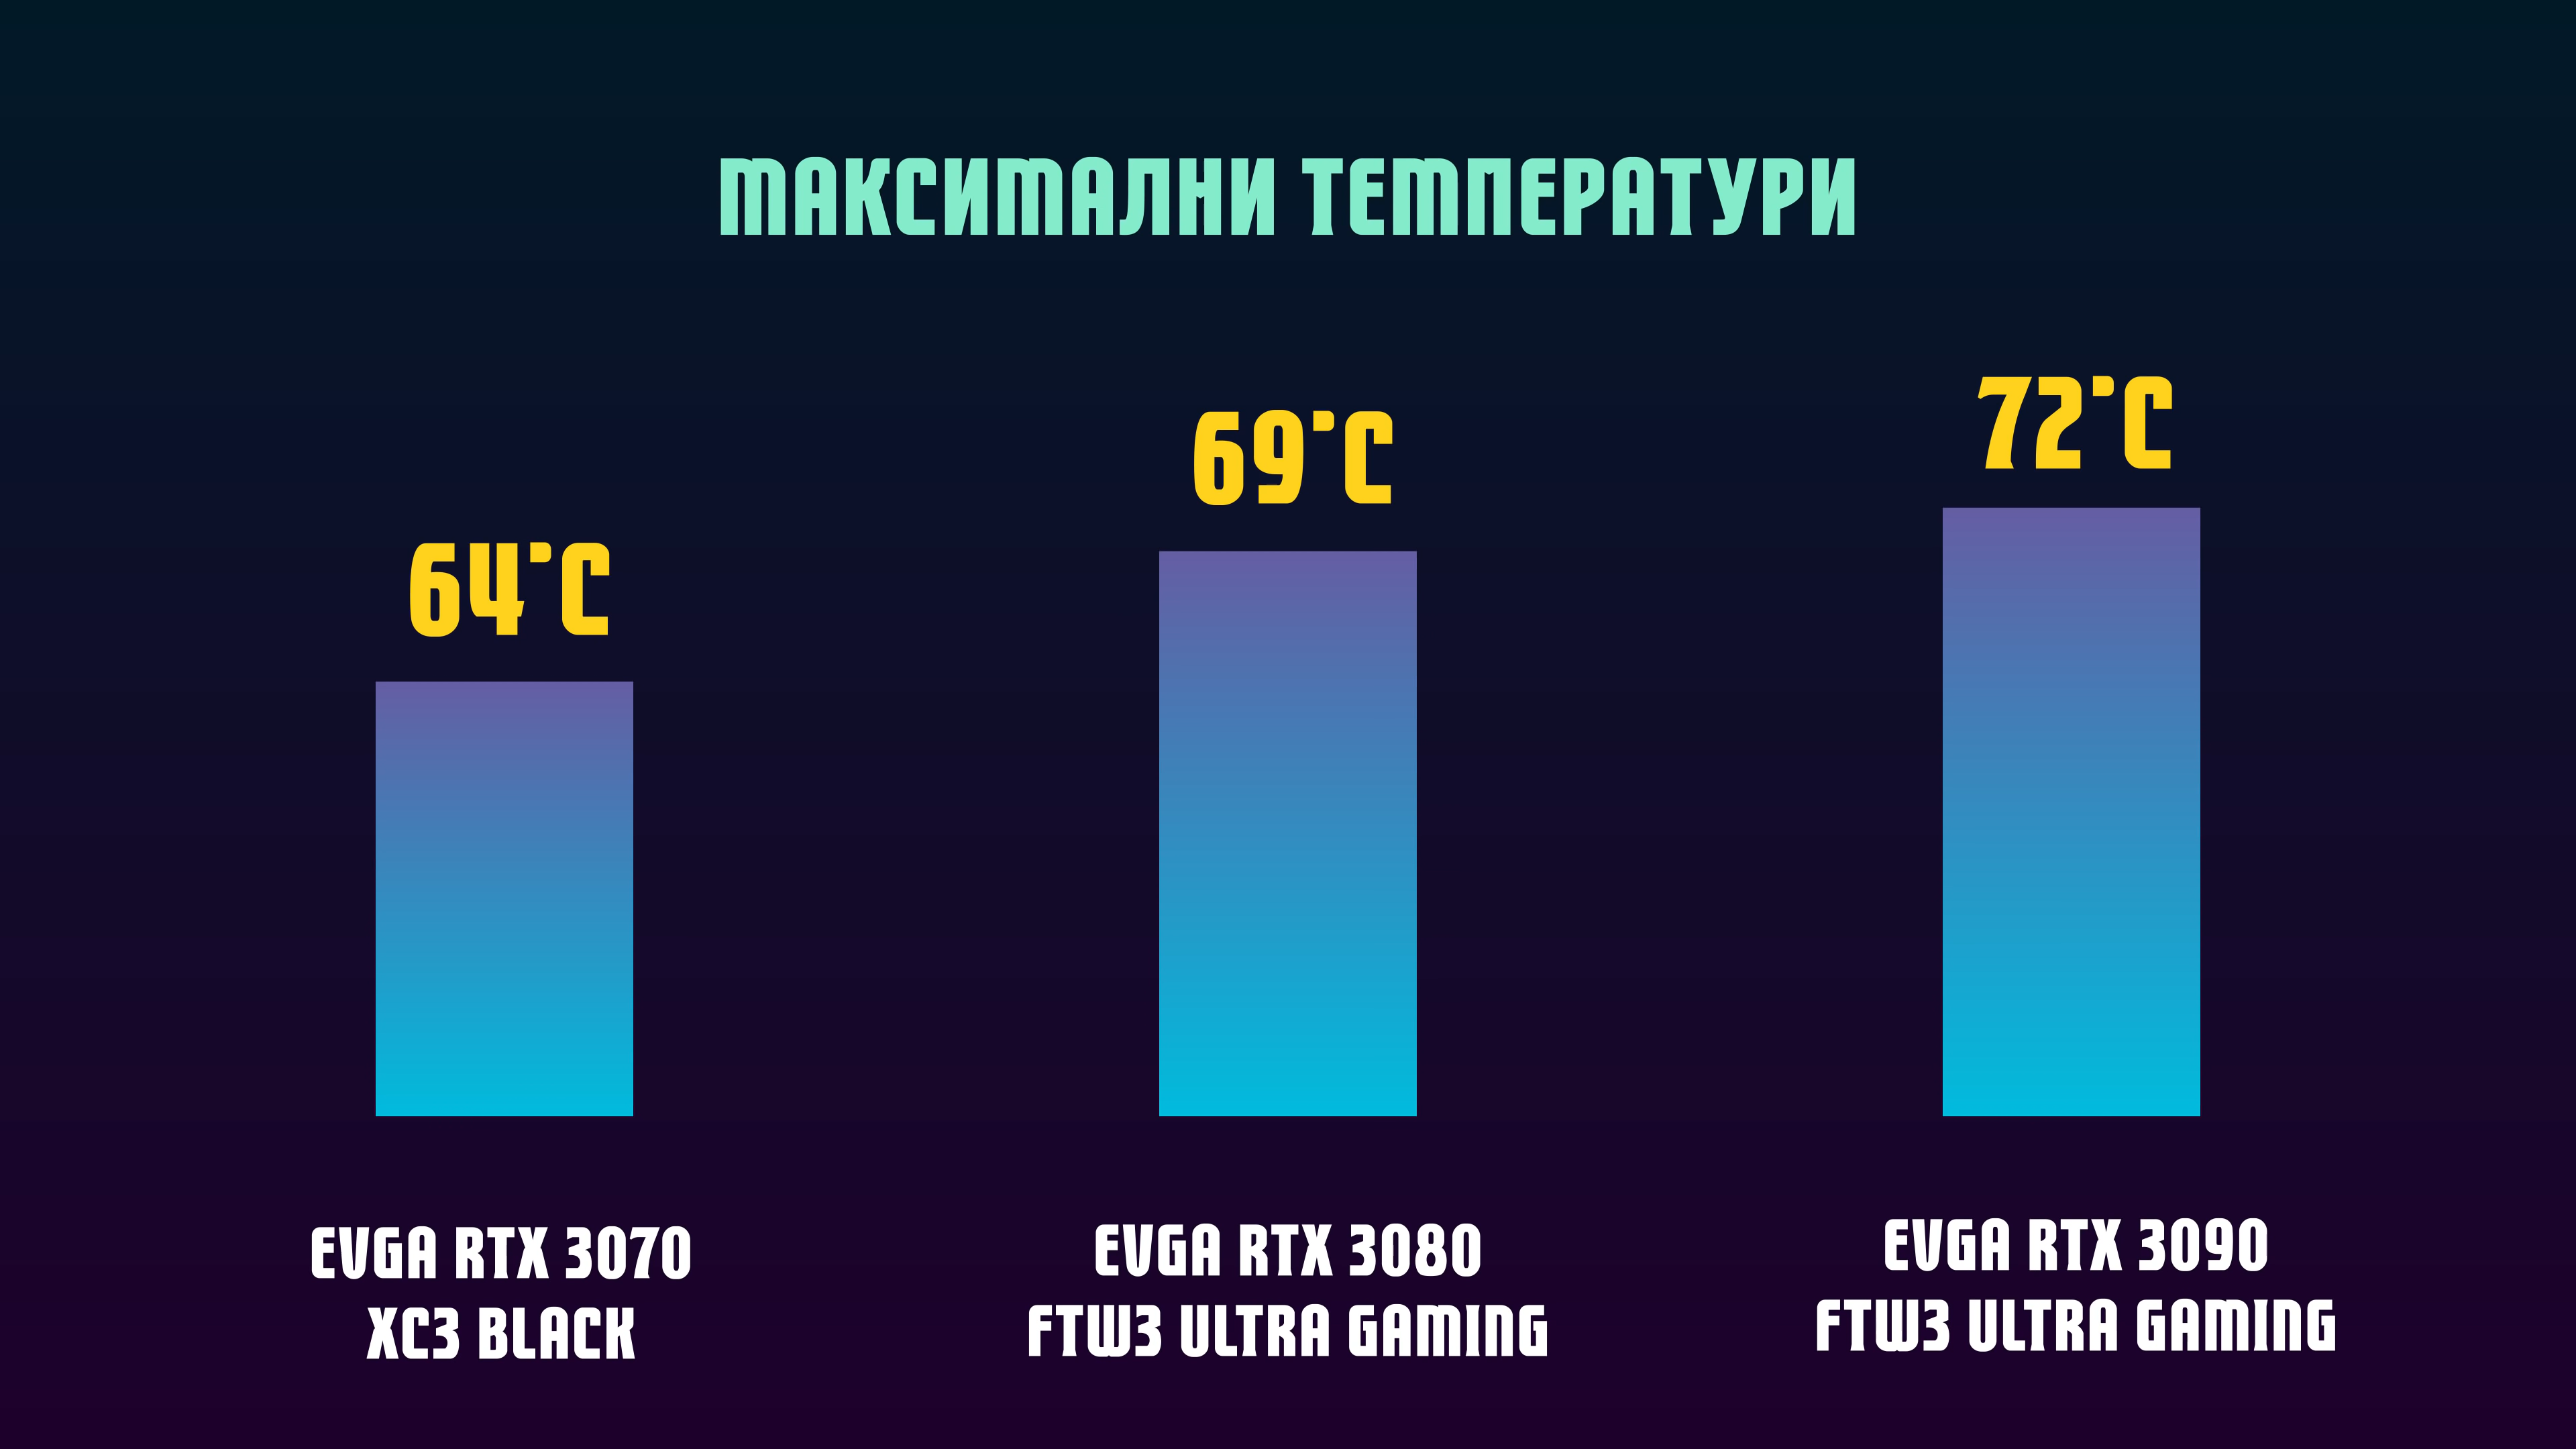 МАКСИМАЛНИ ТЕМПЕРАТУРИ
64°C
69°C
72°C
EVGA RTX 3070
XC3 BLACK
EVGA RTX 3080
FTW3 ULTRA GAMING
EVGA RTX 3090
FTW3 ULTRA GAMING